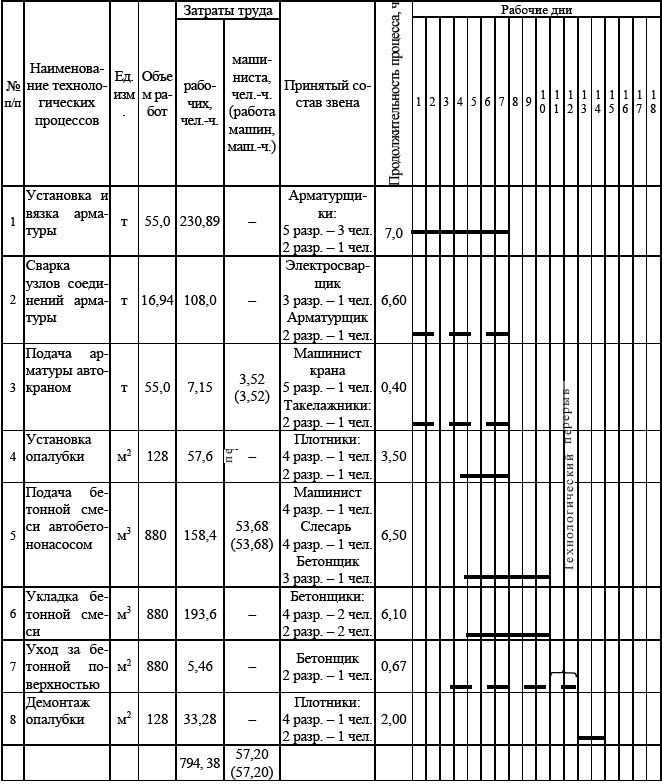 № п/п
Наименова-
ние техноло-
гических
процессов
Ед.
изм
.
Объе
м ра-
бот
Затраты труда
рабо-
чих,
чел.-ч.
маши-
ниста,
чел.-ч.
(работа
машин,
маш.-ч.)
Принятый со-
став звена
Продолжительность процесса, ч
Рабочие дни
1 2 3 4 5 6 7 8 9 10 11 12 13 14 15 16 17 18
1
Установка и
вязка арма-
туры
т
55,0
230,89
–
Арматурщи-
ки:
5 разр. – 3 чел.
2 разр. – 1 чел.
7,0
2
Сварка
узлов соеди-
нений арма-
туры
т
16,94
108,0
–
Электросвар-
щик
3 разр. – 1 чел.
Арматурщик
2 разр. – 1 чел.
6,60
3
Подача ар-
матуры авто-
краном
т
55,0
7,15
3,52
(3,52)
Машинист
крана
5 разр. – 1 чел.
Такелажники:
2 разр. – 1 чел.
0,40
4
Установка
опалубки
м2
128
57,6
–
Плотники:
4 разр. – 1 чел.
2 разр. – 1 чел.
3,50
5
Подача бе-
тонной сме-
си автобето-
нонасосом
м3
880
158,4
53,68
(53,68)
Машинист
4 разр. – 1 чел.
Слесарь
4 разр. – 1 чел.
Бетонщик
3 разр. – 1 чел.
6,50
Технологический перерыв
6
Укладка бе-
тонной сме-
си
м3
880
193,6
–
Бетонщики:
4 разр. – 2 чел.
2 разр. – 2 чел.
6,10
7
Уход за бе-
тонной по-
верхностью
м2
880
5,46
–
Бетонщик
2 разр. – 1 чел.
0,67
8
Демонтаж
опалубки
м2
128
33,28
–
Плотники:
4 разр. – 1 чел.
2 разр. – 1 чел.
2,00
794, 38
57,20
(57,20)